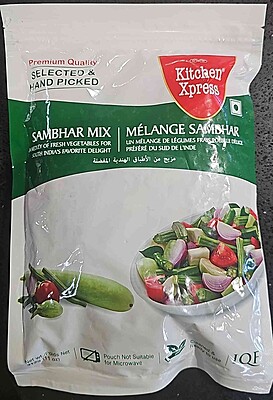 Premium Quality
SELECTED &
HAND PICKED
Kitchen
Xpress
SAMBHAR MIX
A MEDLEY OF FRESH VEGETABLES FOR
SOUTH INDIA'S FAVORITE DELIGHT
MÉLANGE SAMBHAR
UN MÉLANGE DE LÉGUMES FRAIS POUR LE DÉLICE
PRÉFÉRÉ DU SUD DE L'INDE
مزيج من الأطباق الهندية المفضلة
Pouch Not Suitable
for Microwave
IQF